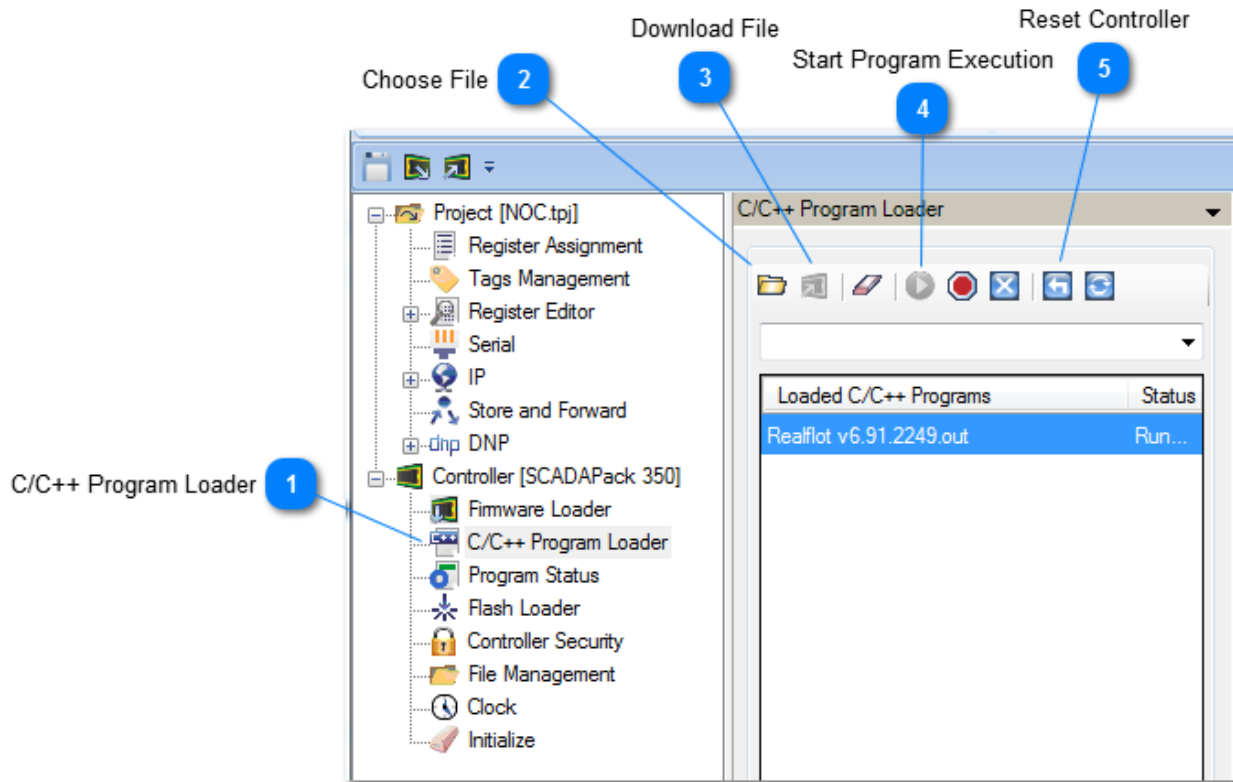 Reset Controller
Download File
Start Program Execution
5
Choose File
2
3
4
Project [NOC.tpj]
C/C++ Program Loader
Register Assignment
Tags Management
Register Editor
Serial
IP
Loaded C/C++ Programs Status
Store and Forward
Realflot v6.91.2249.out Run...
dnp DNP
Controller [SCADAPack 350]
C/C++ Program Loader 1
Firmware Loader
C++ C/C++ Program Loader
Program Status
Flash Loader
Controller Security
File Management
Clock
Initialize